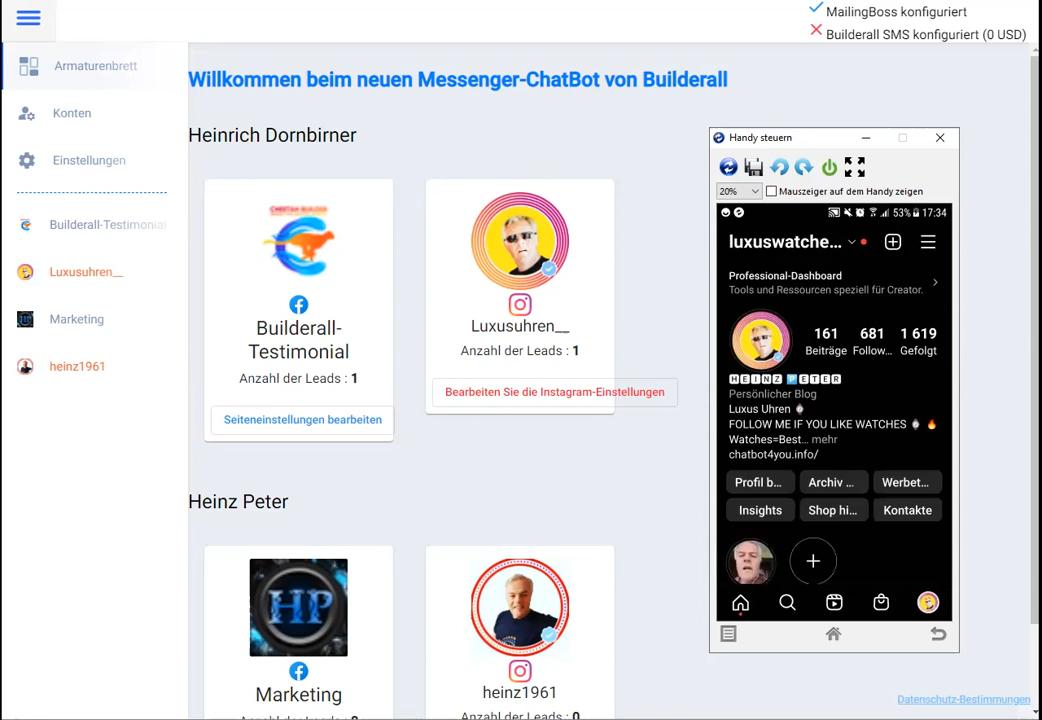 MailingBoss konfiguriert
Builderall SMS konfiguriert (0 USD)
Armaturenbrett
Konten
Einstellungen
Builderall-Testimonial
Luxusuhren__
Marketing
heinz1961
Willkommen beim neuen Messenger-ChatBot von Builderall
Heinrich Dornbirner
CHEETAH BUILDER
Builderall-
Testimonial
Anzahl der Leads : 1
Seiteneinstellungen bearbeiten
Luxusuhren__
Anzahl der Leads : 1
Bearbeiten Sie die Instagram-Einstellungen
Heinz Peter
HP
Marketing
heinz1961
Handy steuern
20%
Mauszeiger auf dem Handy zeigen
53% 17:34
luxuswatche...
Professional-Dashboard
Tools und Ressourcen speziell für Creator.
161 681 1 619
Beiträge Follow... Gefolgt
HEINZ PETER
Persönlicher Blog
Luxus Uhren ⌚
FOLLOW ME IF YOU LIKE WATCHES ⌚ 🔥
Watches=Best... mehr
chatbot4you.info/
Profil b... Archiv ... Werbet...
Insights Shop hi... Kontakte
Datenschutz-Bestimmungen